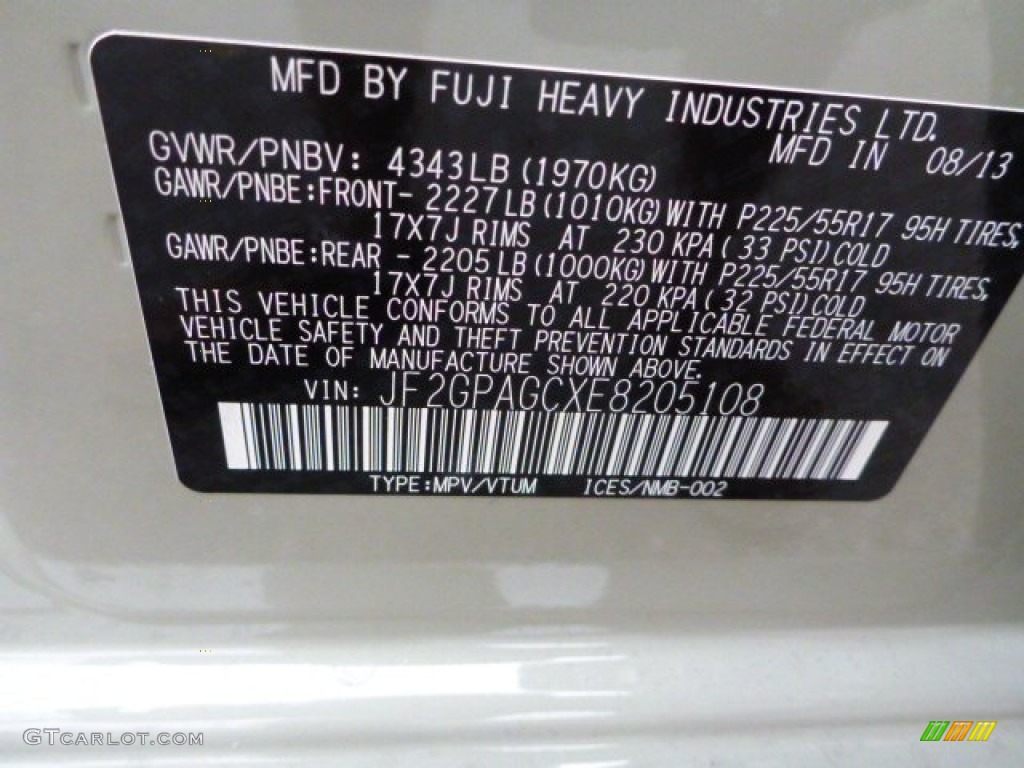 MFD BY FUJI HEAVY INDUSTRIES LTD.
MFD IN 08/13
GVWR/PNBV: 4343LB (1970KG)
GAWR/PNBE:FRONT- 2227LB (1010KG) WITH P225/55R17 95H TIRES,
17X7J RIMS AT 230 KPA ( 33 PSI) COLD
GAWR/PNBE:REAR - 2205LB (1000KG) WITH P225/55R17 95H TIRES,
17X7J RIMS AT 220 KPA ( 32 PSI) COLD
THIS VEHICLE CONFORMS TO ALL APPLICABLE FEDERAL MOTOR
VEHICLE SAFETY AND THEFT PREVENTION STANDARDS IN EFFECT ON
THE DATE OF MANUFACTURE SHOWN ABOVE.
VIN: JF2GPAGCXE8205108
TYPE:MPV/VTUM ICES/NMB-002
GTCARLOT.COM